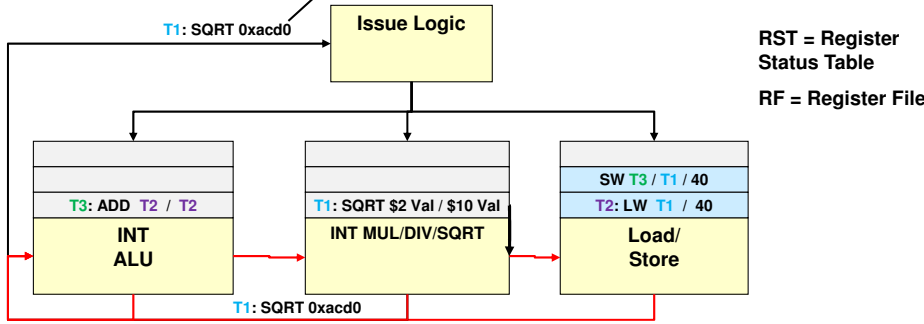 T1: SQRT 0xacd0
Issue Logic
RST = Register
Status Table
RF = Register File
T3: ADD T2 / T2
T1: SQRT $2 Val / $10 Val
SW T3 / T1 / 40
T2: LW T1 / 40
INT
ALU
INT MUL/DIV/SQRT
Load/
Store
T1: SQRT 0xacd0